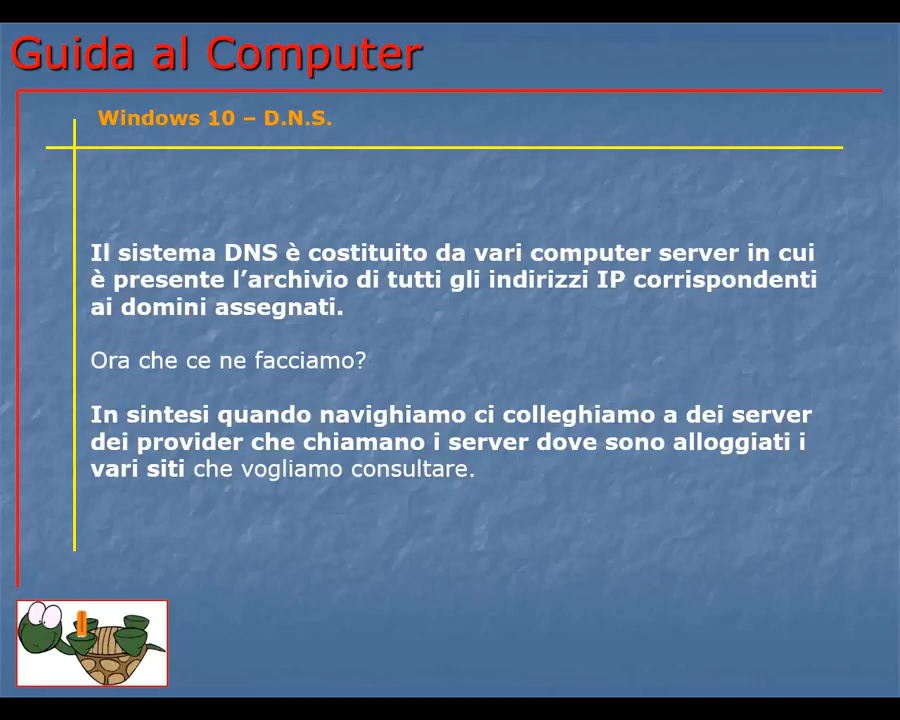 Guida al Computer
Windows 10 – D.N.S.
Il sistema DNS è costituito da vari computer server in cui
è presente l’archivio di tutti gli indirizzi IP corrispondenti
ai domini assegnati.
Ora che ce ne facciamo?
In sintesi quando navighiamo ci colleghiamo a dei server
dei provider che chiamano i server dove sono alloggiati i
vari siti che vogliamo consultare.